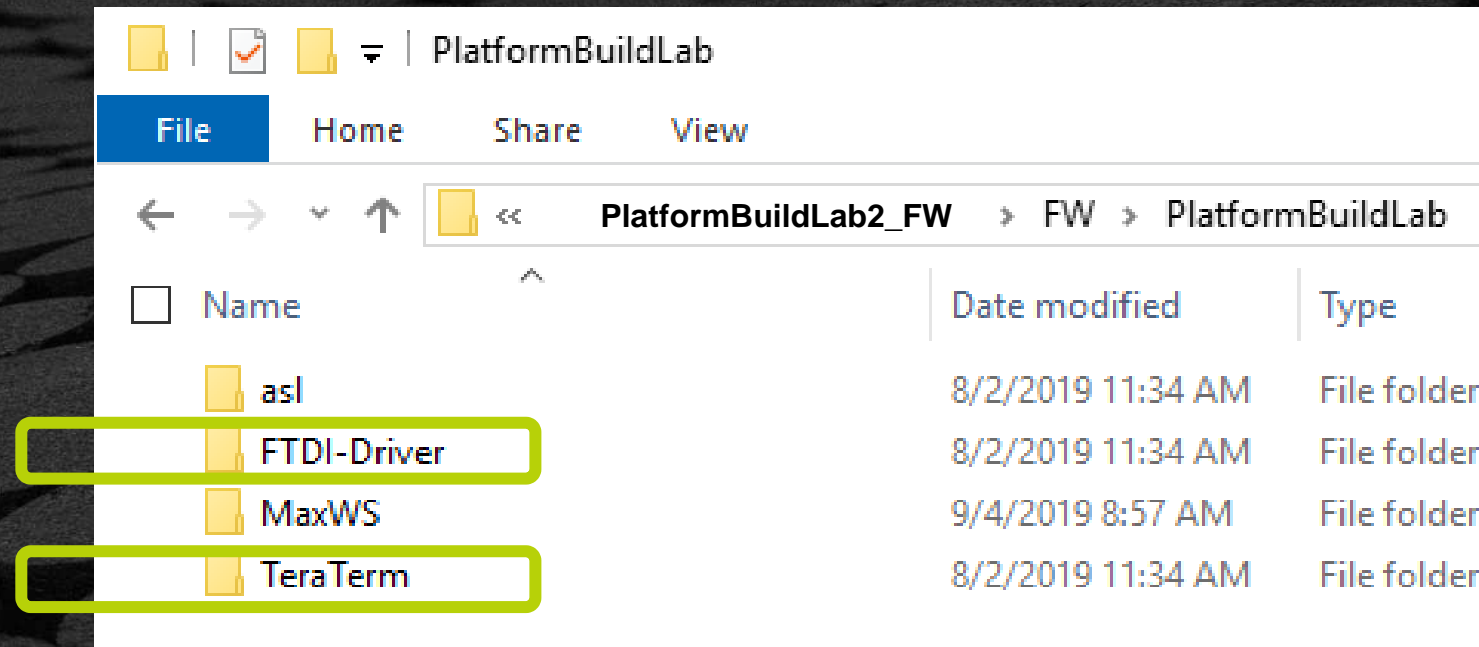 PlatformBuildLab
File Home Share View
« PlatformBuildLab2_FW > FW > PlatformBuildLab
Name Date modified Type
asl 8/2/2019 11:34 AM File folder
FTDI-Driver 8/2/2019 11:34 AM File folder
MaxWS 9/4/2019 8:57 AM File folder
TeraTerm 8/2/2019 11:34 AM File folder